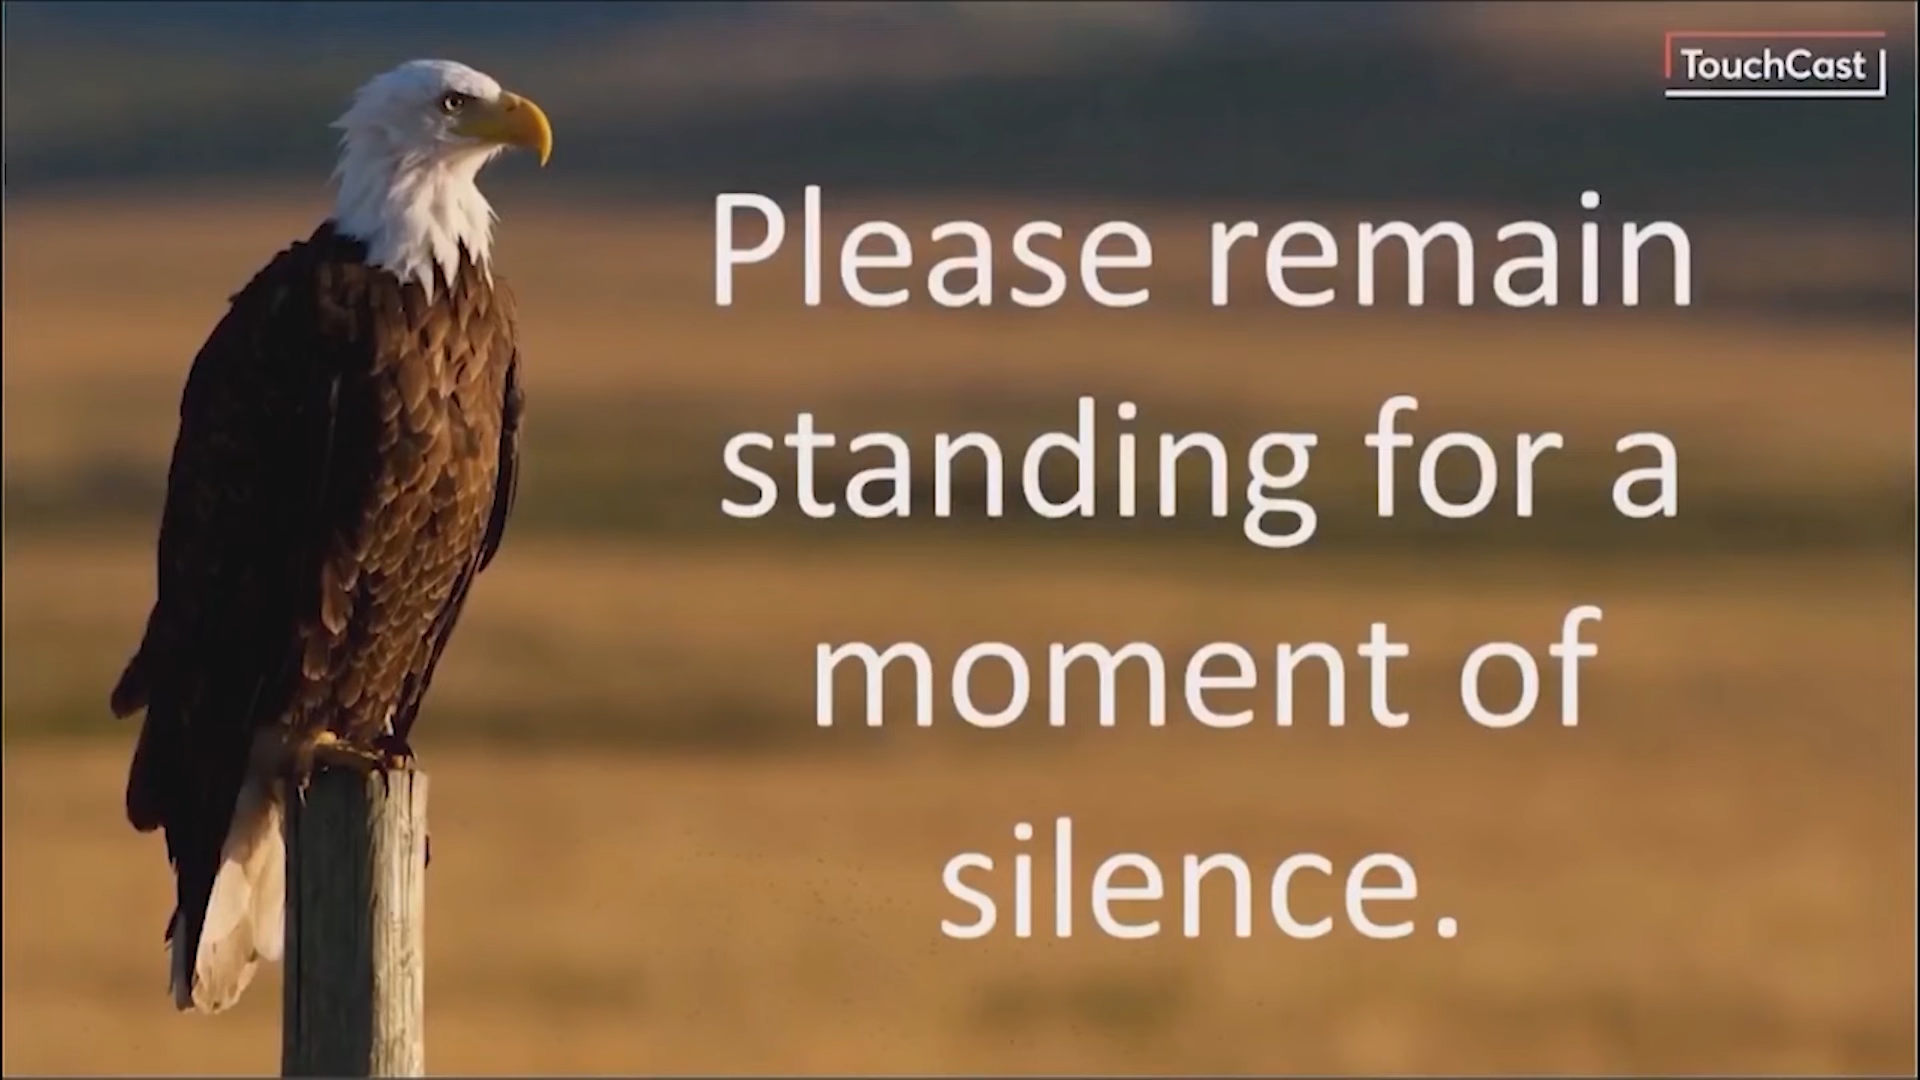 TouchCast
Please remain
standing for a
moment of
silence.